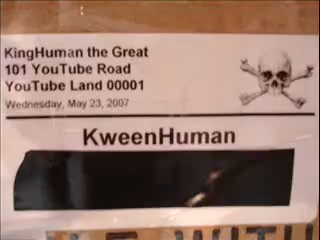 KingHuman the Great
101 YouTube Road
YouTube Land 00001
Wednesday, May 23, 2007
KweenHuman